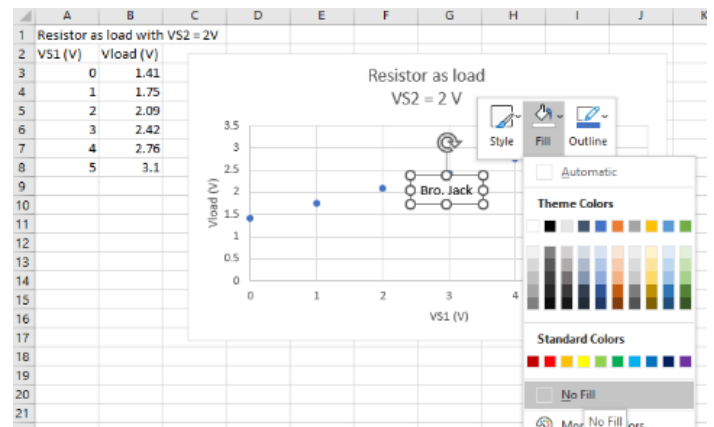 A B C D E F G H I J K
1 Resistor as load with VS2 = 2V
2 VS1 (V) Vload (V)
3 0 1.41
4 1 1.75
5 2 2.09
6 3 2.42
7 4 2.76
8 5 3.1
9
10
11
12
13
14
15
16
17
18
19
20
21
Resistor as load
VS2 = 2 V
3.5
3
2.5
2
1.5
1
0.5
0
Vload (V)
0 1 2 3 4
VS1 (V)
Bro. Jack
Style Fill Outline
Automatic
Theme Colors
Standard Colors
No Fill
No Fill